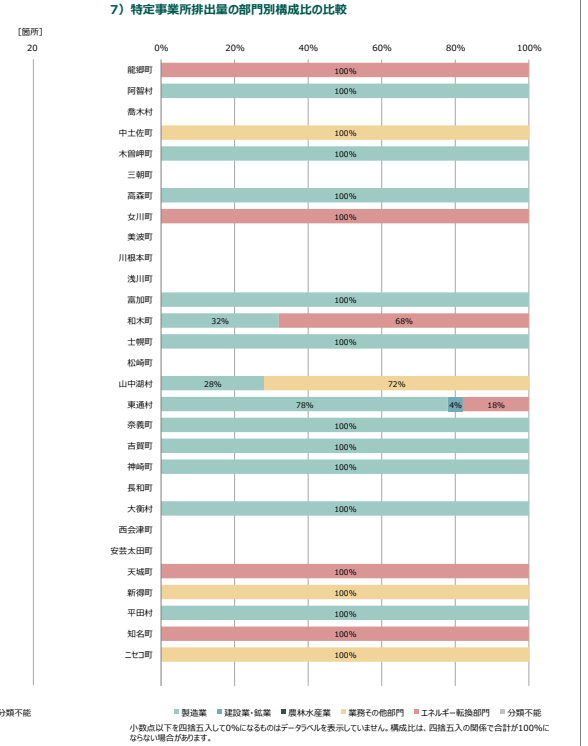 7）特定事業所排出量の部門別構成比の比較
［箇所］
20
0% 20% 40% 60% 80% 100%
龍郷町 100%
阿智村 100%
喬木村
中土佐町 100%
木曽岬町 100%
三朝町
高森町 100%
女川町 100%
美波町
川根本町
浅川町
富加町 100%
和木町 32% 68%
士幌町 100%
松崎町
山中湖村 28% 72%
東通村 78% 4% 18%
奈義町 100%
吉賀町 100%
神崎町 100%
長和町
大衡村 100%
西会津町
安芸太田町
天城町 100%
新得町 100%
平田村 100%
知名町 100%
ニセコ町 100%
分類不能
製造業 建設業・鉱業 農林水産業 業務その他部門 エネルギー転換部門 分類不能
小数点以下を四捨五入して0%になるものはデータラベルを表示していません。構成比は、四捨五入の関係で合計が100%に
ならない場合があります。